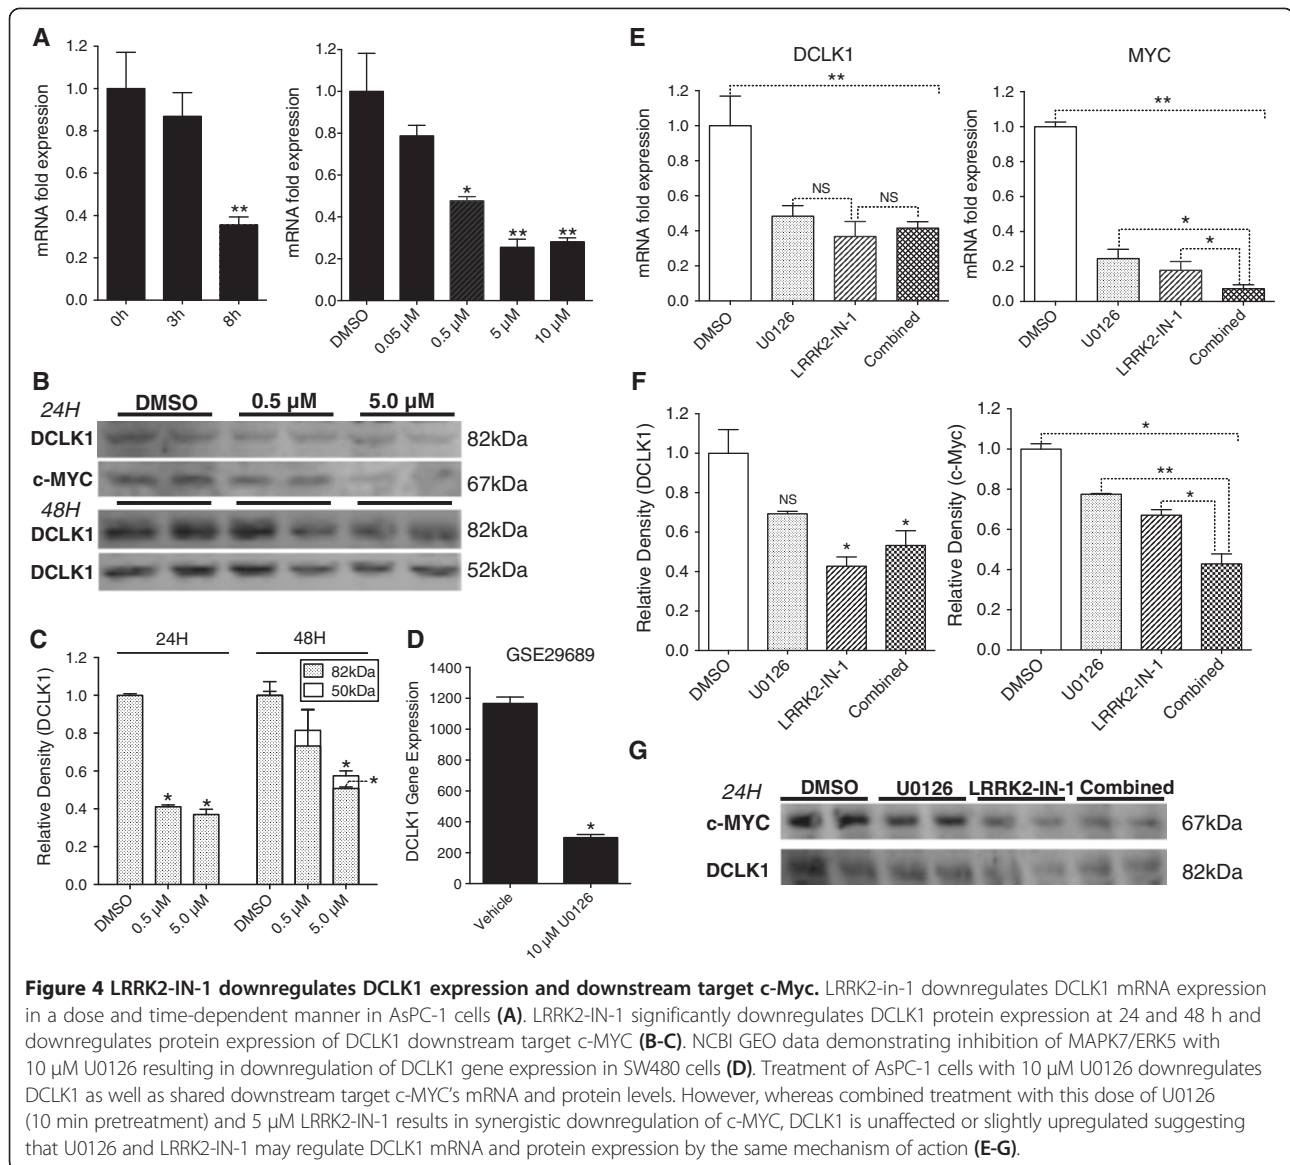 A
mRNA fold expression
1.2
1.0
0.8
0.6
0.4
0.2
0.0
**
0h
3h
8h
mRNA fold expression
1.2
1.0
0.8
0.6
0.4
0.2
0.0
*
**
**
DMSO
0.05 µM
0.5 µM
5 µM
10 µM
B
24H
DMSO
0.5 µM
5.0 µM
DCLK1
82kDa
c-MYC
67kDa
48H
DCLK1
82kDa
DCLK1
52kDa
C
24H
48H
82kDa
50kDa
Relative Density (DCLK1)
1.2
1.0
0.8
0.6
0.4
0.2
0.0
*
*
*
*
DMSO
0.5 µM
5.0 µM
DMSO
0.5 µM
5.0 µM
D
GSE29689
DCLK1 Gene Expression
1400
1200
1000
800
600
400
200
0
*
Vehicle
10 µM U0126
E
DCLK1
mRNA fold expression
1.2
1.0
0.8
0.6
0.4
0.2
0.0
**
NS
NS
DMSO
U0126
LRRK2-IN-1
Combined
MYC
mRNA fold expression
1.2
1.0
0.8
0.6
0.4
0.2
0.0
**
*
*
DMSO
U0126
LRRK2-IN-1
Combined
F
Relative Density (DCLK1)
1.2
1.0
0.8
0.6
0.4
0.2
0.0
NS
*
*
DMSO
U0126
LRRK2-IN-1
Combined
Relative Density (c-Myc)
1.2
1.0
0.8
0.6
0.4
0.2
0.0
*
**
*
DMSO
U0126
LRRK2-IN-1
Combined
G
24H
DMSO
U0126
LRRK2-IN-1
Combined
c-MYC
67kDa
DCLK1
82kDa
Figure 4 LRRK2-IN-1 downregulates DCLK1 expression and downstream target c-Myc. LRRK2-in-1 downregulates DCLK1 mRNA expression
in a dose and time-dependent manner in AsPC-1 cells (A). LRRK2-IN-1 significantly downregulates DCLK1 protein expression at 24 and 48 h and
downregulates protein expression of DCLK1 downstream target c-MYC (B-C). NCBI GEO data demonstrating inhibition of MAPK7/ERK5 with
10 µM U0126 resulting in downregulation of DCLK1 gene expression in SW480 cells (D). Treatment of AsPC-1 cells with 10 µM U0126 downregulates
DCLK1 as well as shared downstream target c-MYC's mRNA and protein levels. However, whereas combined treatment with this dose of U0126
(10 min pretreatment) and 5 µM LRRK2-IN-1 results in synergistic downregulation of c-MYC, DCLK1 is unaffected or slightly upregulated suggesting
that U0126 and LRRK2-IN-1 may regulate DCLK1 mRNA and protein expression by the same mechanism of action (E-G).